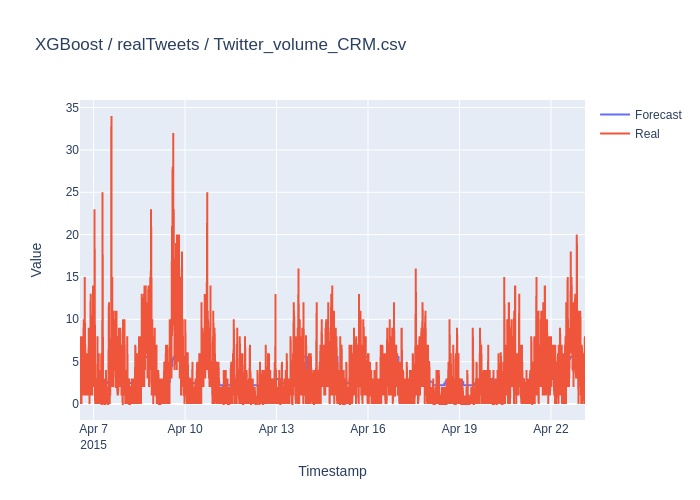 XGBoost / realTweets / Twitter_volume_CRM.csv
Forecast
Real
Value
35
30
25
20
15
10
5
0
Apr 7
2015
Apr 10
Apr 13
Apr 16
Apr 19
Apr 22
Timestamp